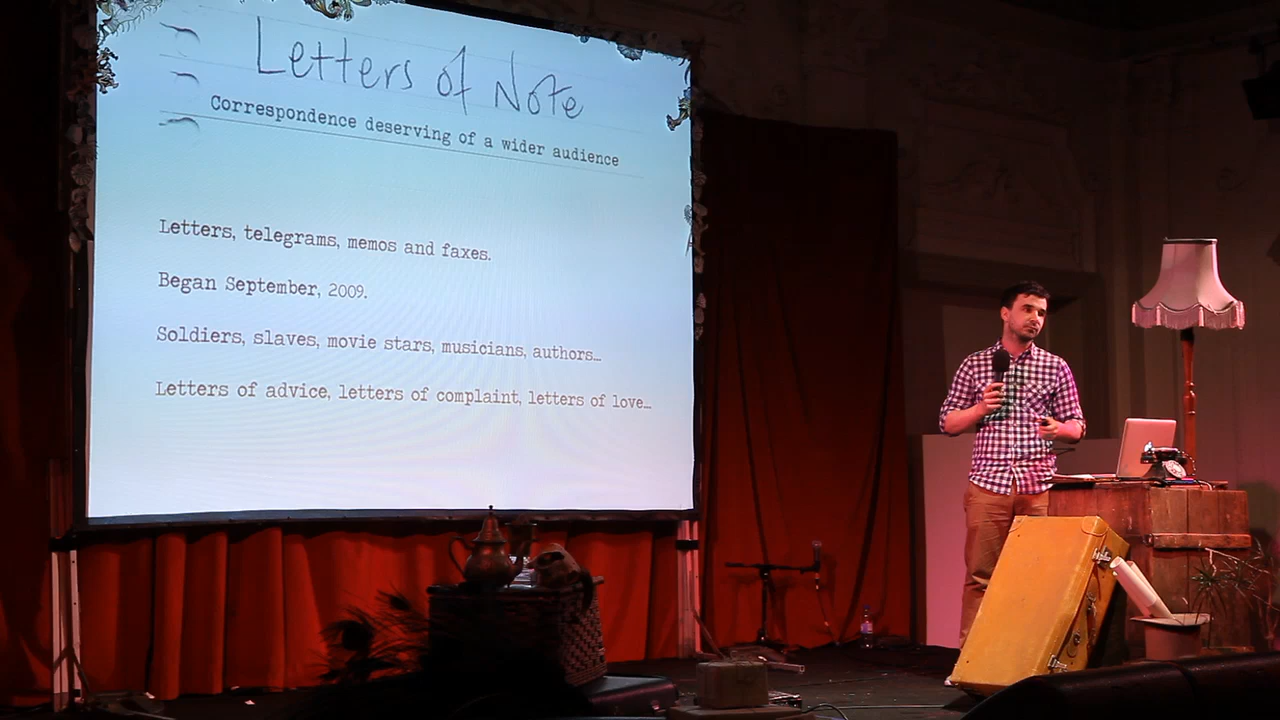 Letters of Note
Correspondence deserving of a wider audience
Letters, telegrams, memos and faxes.
Began September, 2009.
Soldiers, slaves, movie stars, musicians, authors…
Letters of advice, letters of complaint, letters of love…